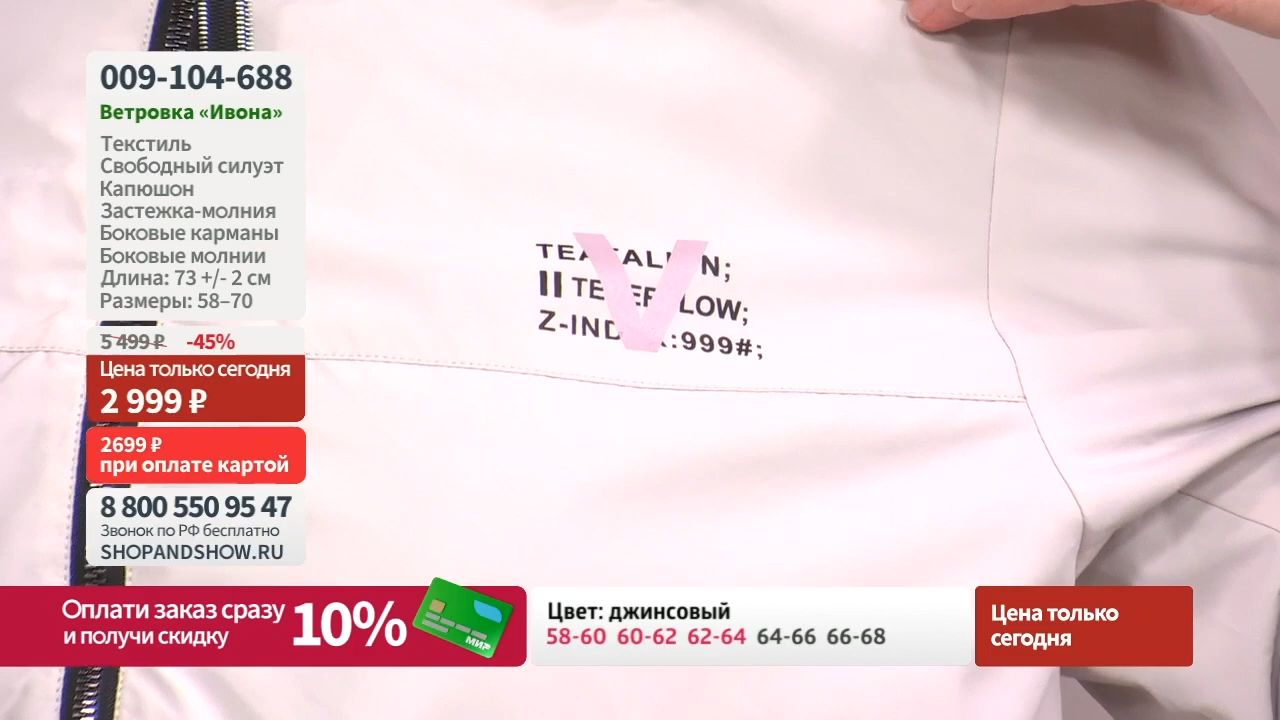 009-104-688
Ветровка «Ивона»
Текстиль
Свободный силуэт
Капюшон
Застежка-молния
Боковые карманы
Боковые молнии
Длина: 73 +/- 2 см
Размеры: 58–70
5 499 ₽ -45%
Цена только сегодня
2 999 ₽
2699 ₽
при оплате картой
8 800 550 95 47
Звонок по РФ бесплатно
SHOPANDSHOW.RU
V
Оплати заказ сразу
и получи скидку
10%
МИР
Цвет: джинсовый
58-60 60-62 62-64 64-66 66-68
Цена только
сегодня